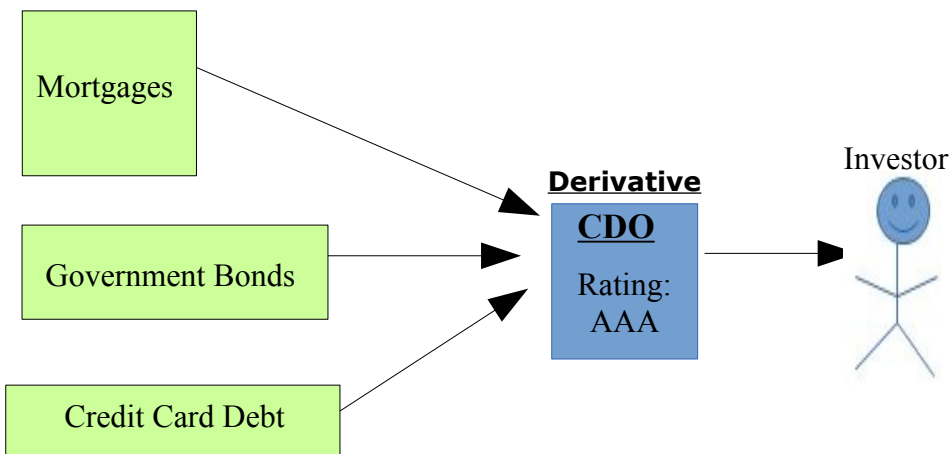 Mortgages
Investor
Derivative
CDO
Government Bonds
Rating:
AAA
Credit Card Debt